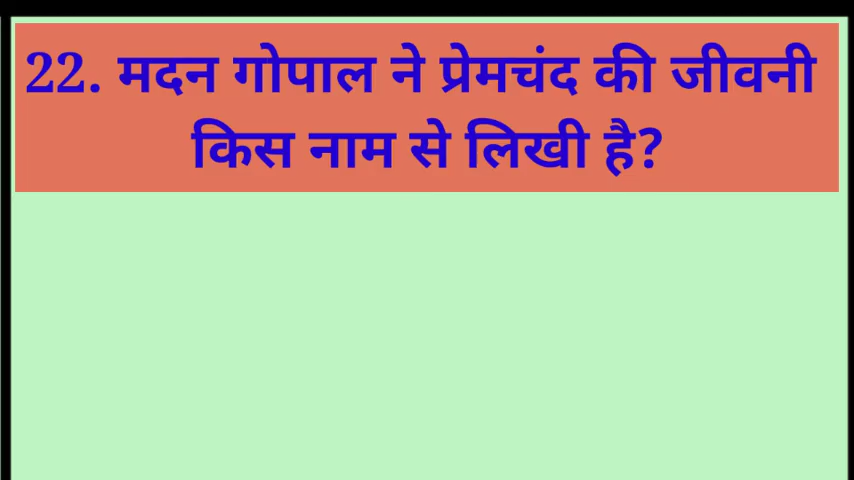 22. मदन गोपाल ने प्रेमचंद की जीवनी
किस नाम से लिखी है?